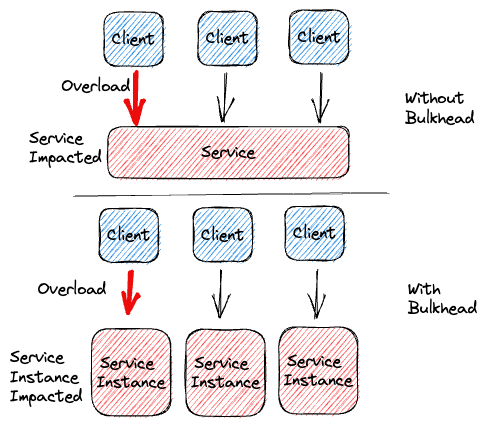 Client
Client
Client
Overload
Without
Bulkhead
Service
Impacted
Service
Client
Client
Client
Overload
With
Bulkhead
Service
Instance
Impacted
Service
Instance
Service
Instance
Service
Instance